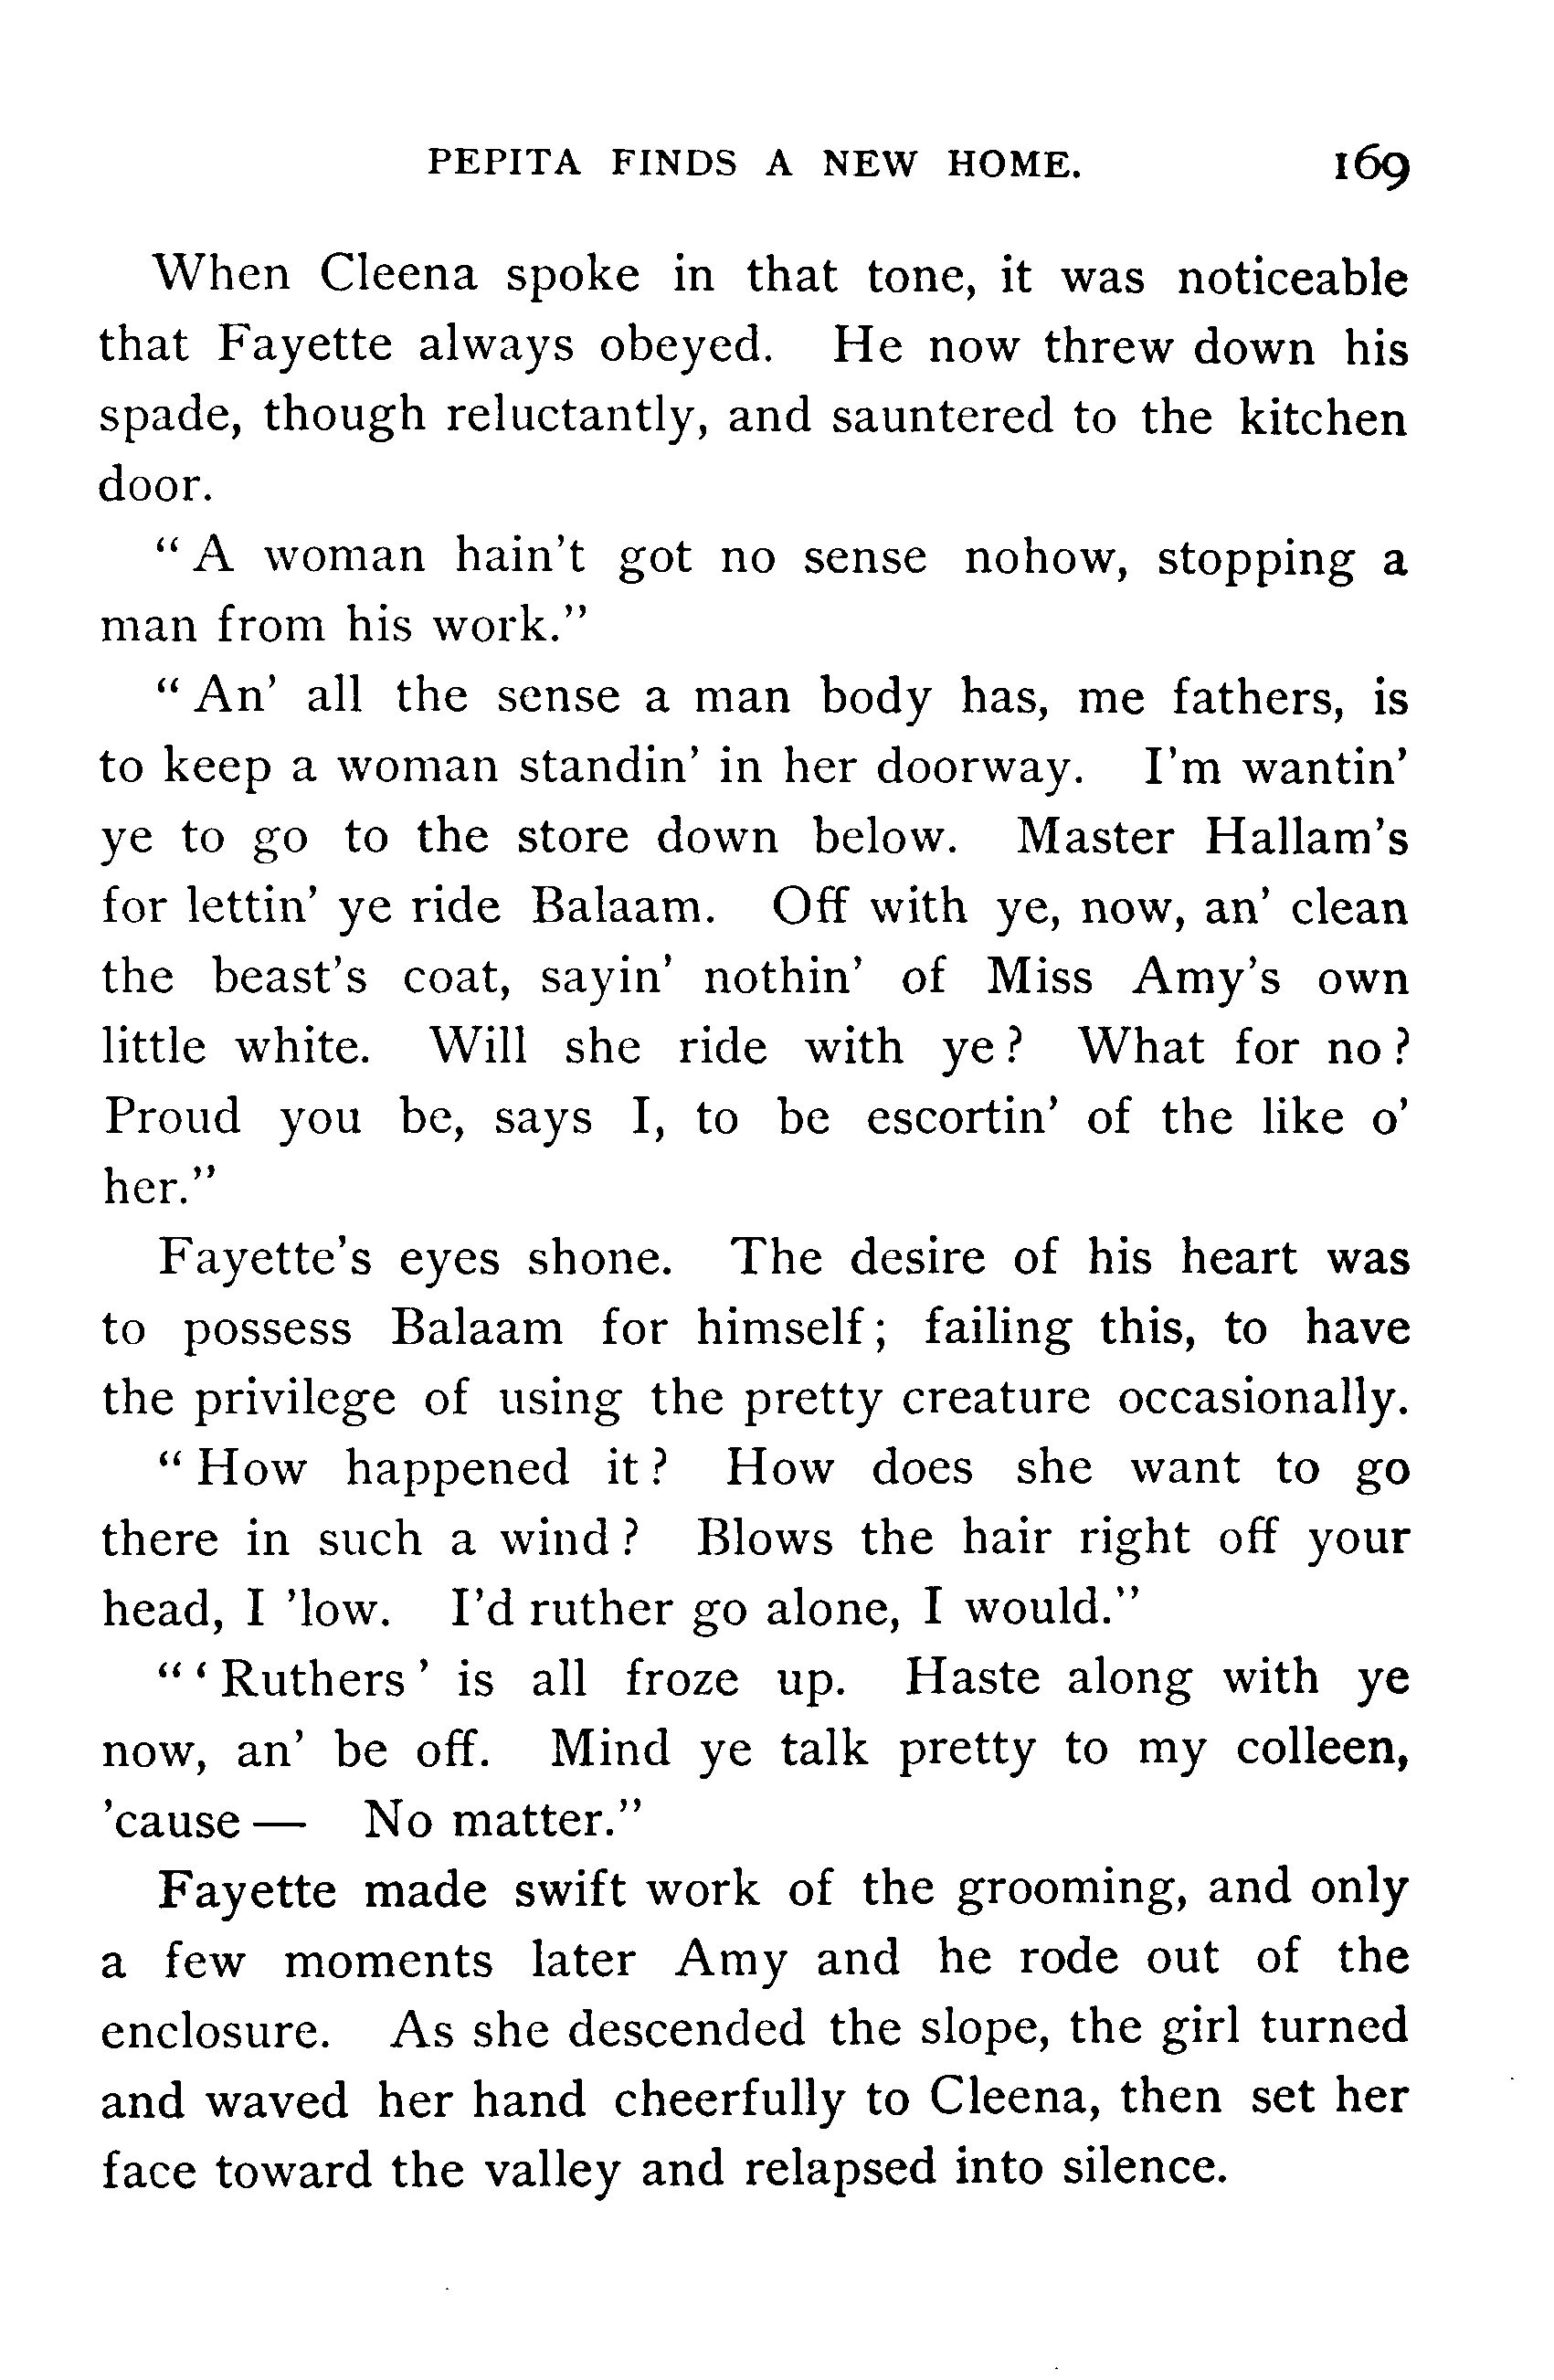 PEPITA FINDS A NEW HOME. 169
When Cleena spoke in that tone, it was noticeable
that Fayette always obeyed. He now threw down his
spade, though reluctantly, and sauntered to the kitchen
door.
“ A woman hain’t got no sense nohow, stopping a
man from his work.”
“ An’ all the sense a man body has, me fathers, is
to keep a woman standin’ in her doorway. I’m wantin’
ye to go to the store down below. Master Hallam’s
for lettin’ ye ride Balaam. Off with ye, now, an’ clean
the beast’s coat, sayin’ nothin’ of Miss Amy’s own
little white. Will she ride with ye ? What for no ?
Proud you be, says I, to be escortin’ of the like o’
her.”
Fayette’s eyes shone. The desire of his heart was
to possess Balaam for himself ; failing this, to have
the privilege of using the pretty creature occasionally.
“ How happened it ? How does she want to go
there in such a wind ? Blows the hair right off your
head, I ’low. I’d ruther go alone, I would.”
“ ‘ Ruthers ’ is all froze up. Haste along with ye
now, an’ be off. Mind ye talk pretty to my colleen,
’cause — No matter.”
Fayette made swift work of the grooming, and only
a few moments later Amy and he rode out of the
enclosure. As she descended the slope, the girl turned
and waved her hand cheerfully to Cleena, then set her
face toward the valley and relapsed into silence.